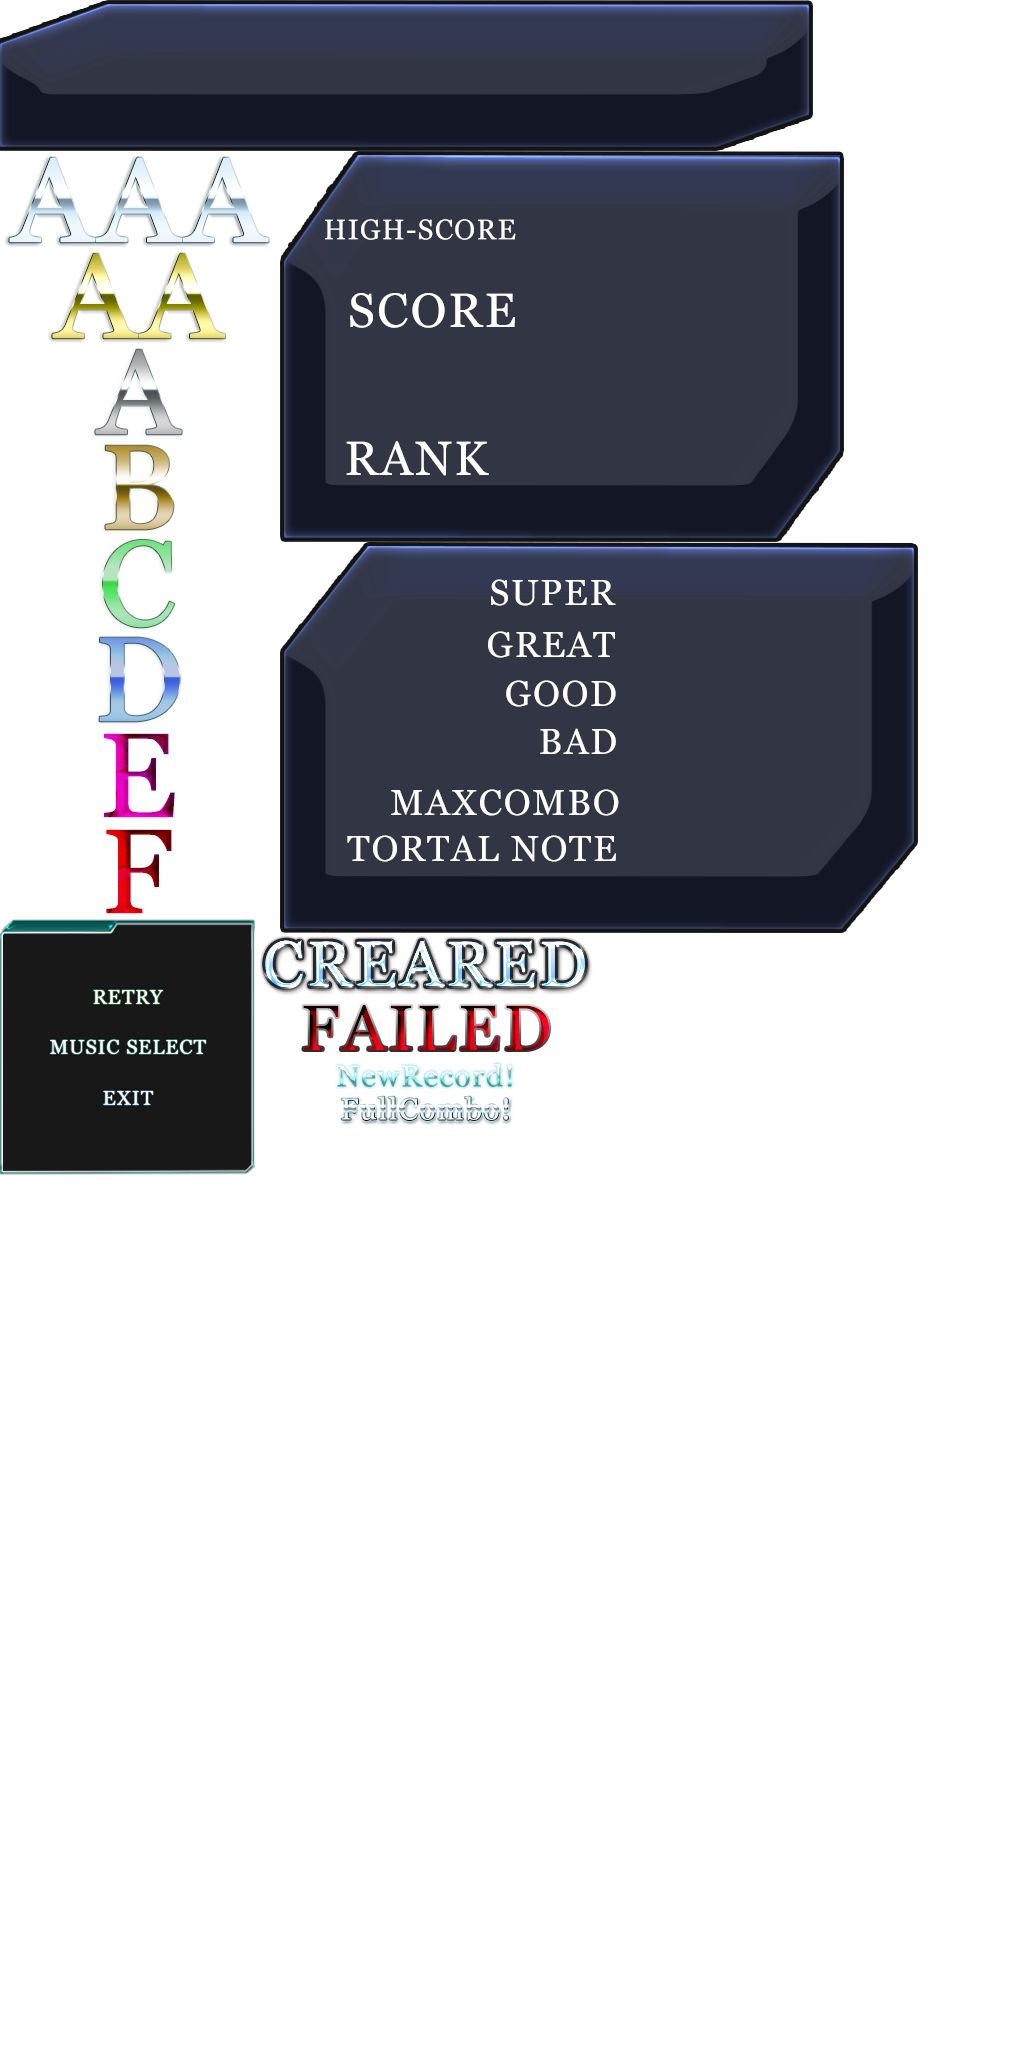 AAA
AA
A
B
C
D
E
F
HIGH-SCORE
SCORE
RANK
SUPER
GREAT
GOOD
BAD
MAXCOMBO
TORTAL NOTE
RETRY
MUSIC SELECT
EXIT
CREARED
FAILED
NewRecord!
FullCombo!